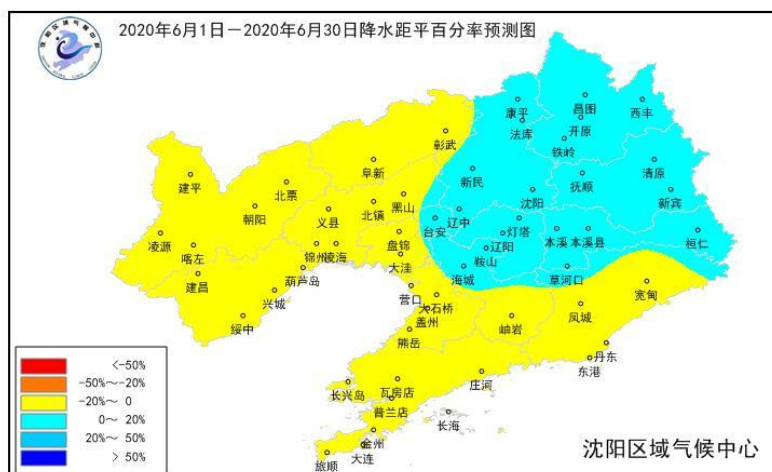 2020年6月1日－2020年6月30日降水距平百分率预测图
昌图
康平
西丰
法库
开原
彰武
铁岭
阜新
清原
新民
抚顺
建平
北票
沈阳
新宾
黑山
北镇
朝阳
义县
辽中
台安
灯塔
凌源
盘锦
辽阳
本溪
本溪县
桓仁
喀左
锦州
凌海
鞍山
大洼
建昌
葫芦岛
海城
草河口
兴城
营口
大石桥
宽甸
绥中
盖州
岫岩
凤城
熊岳
丹东
东港
长兴岛
瓦房店
庄河
普兰店
长海
金州
大连
旅顺
<-50%
-50%～-20%
-20%～ 0
0～ 20%
20%～ 50%
> 50%
沈阳区域气候中心